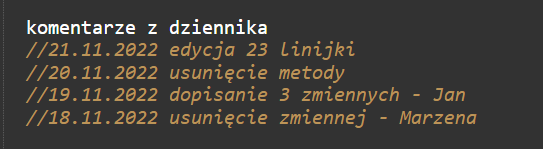 komentarze z dziennika
//21.11.2022 edycja 23 linijki
//20.11.2022 usunięcie metody
//19.11.2022 dopisanie 3 zmiennych - Jan
//18.11.2022 usunięcie zmiennej - Marzena